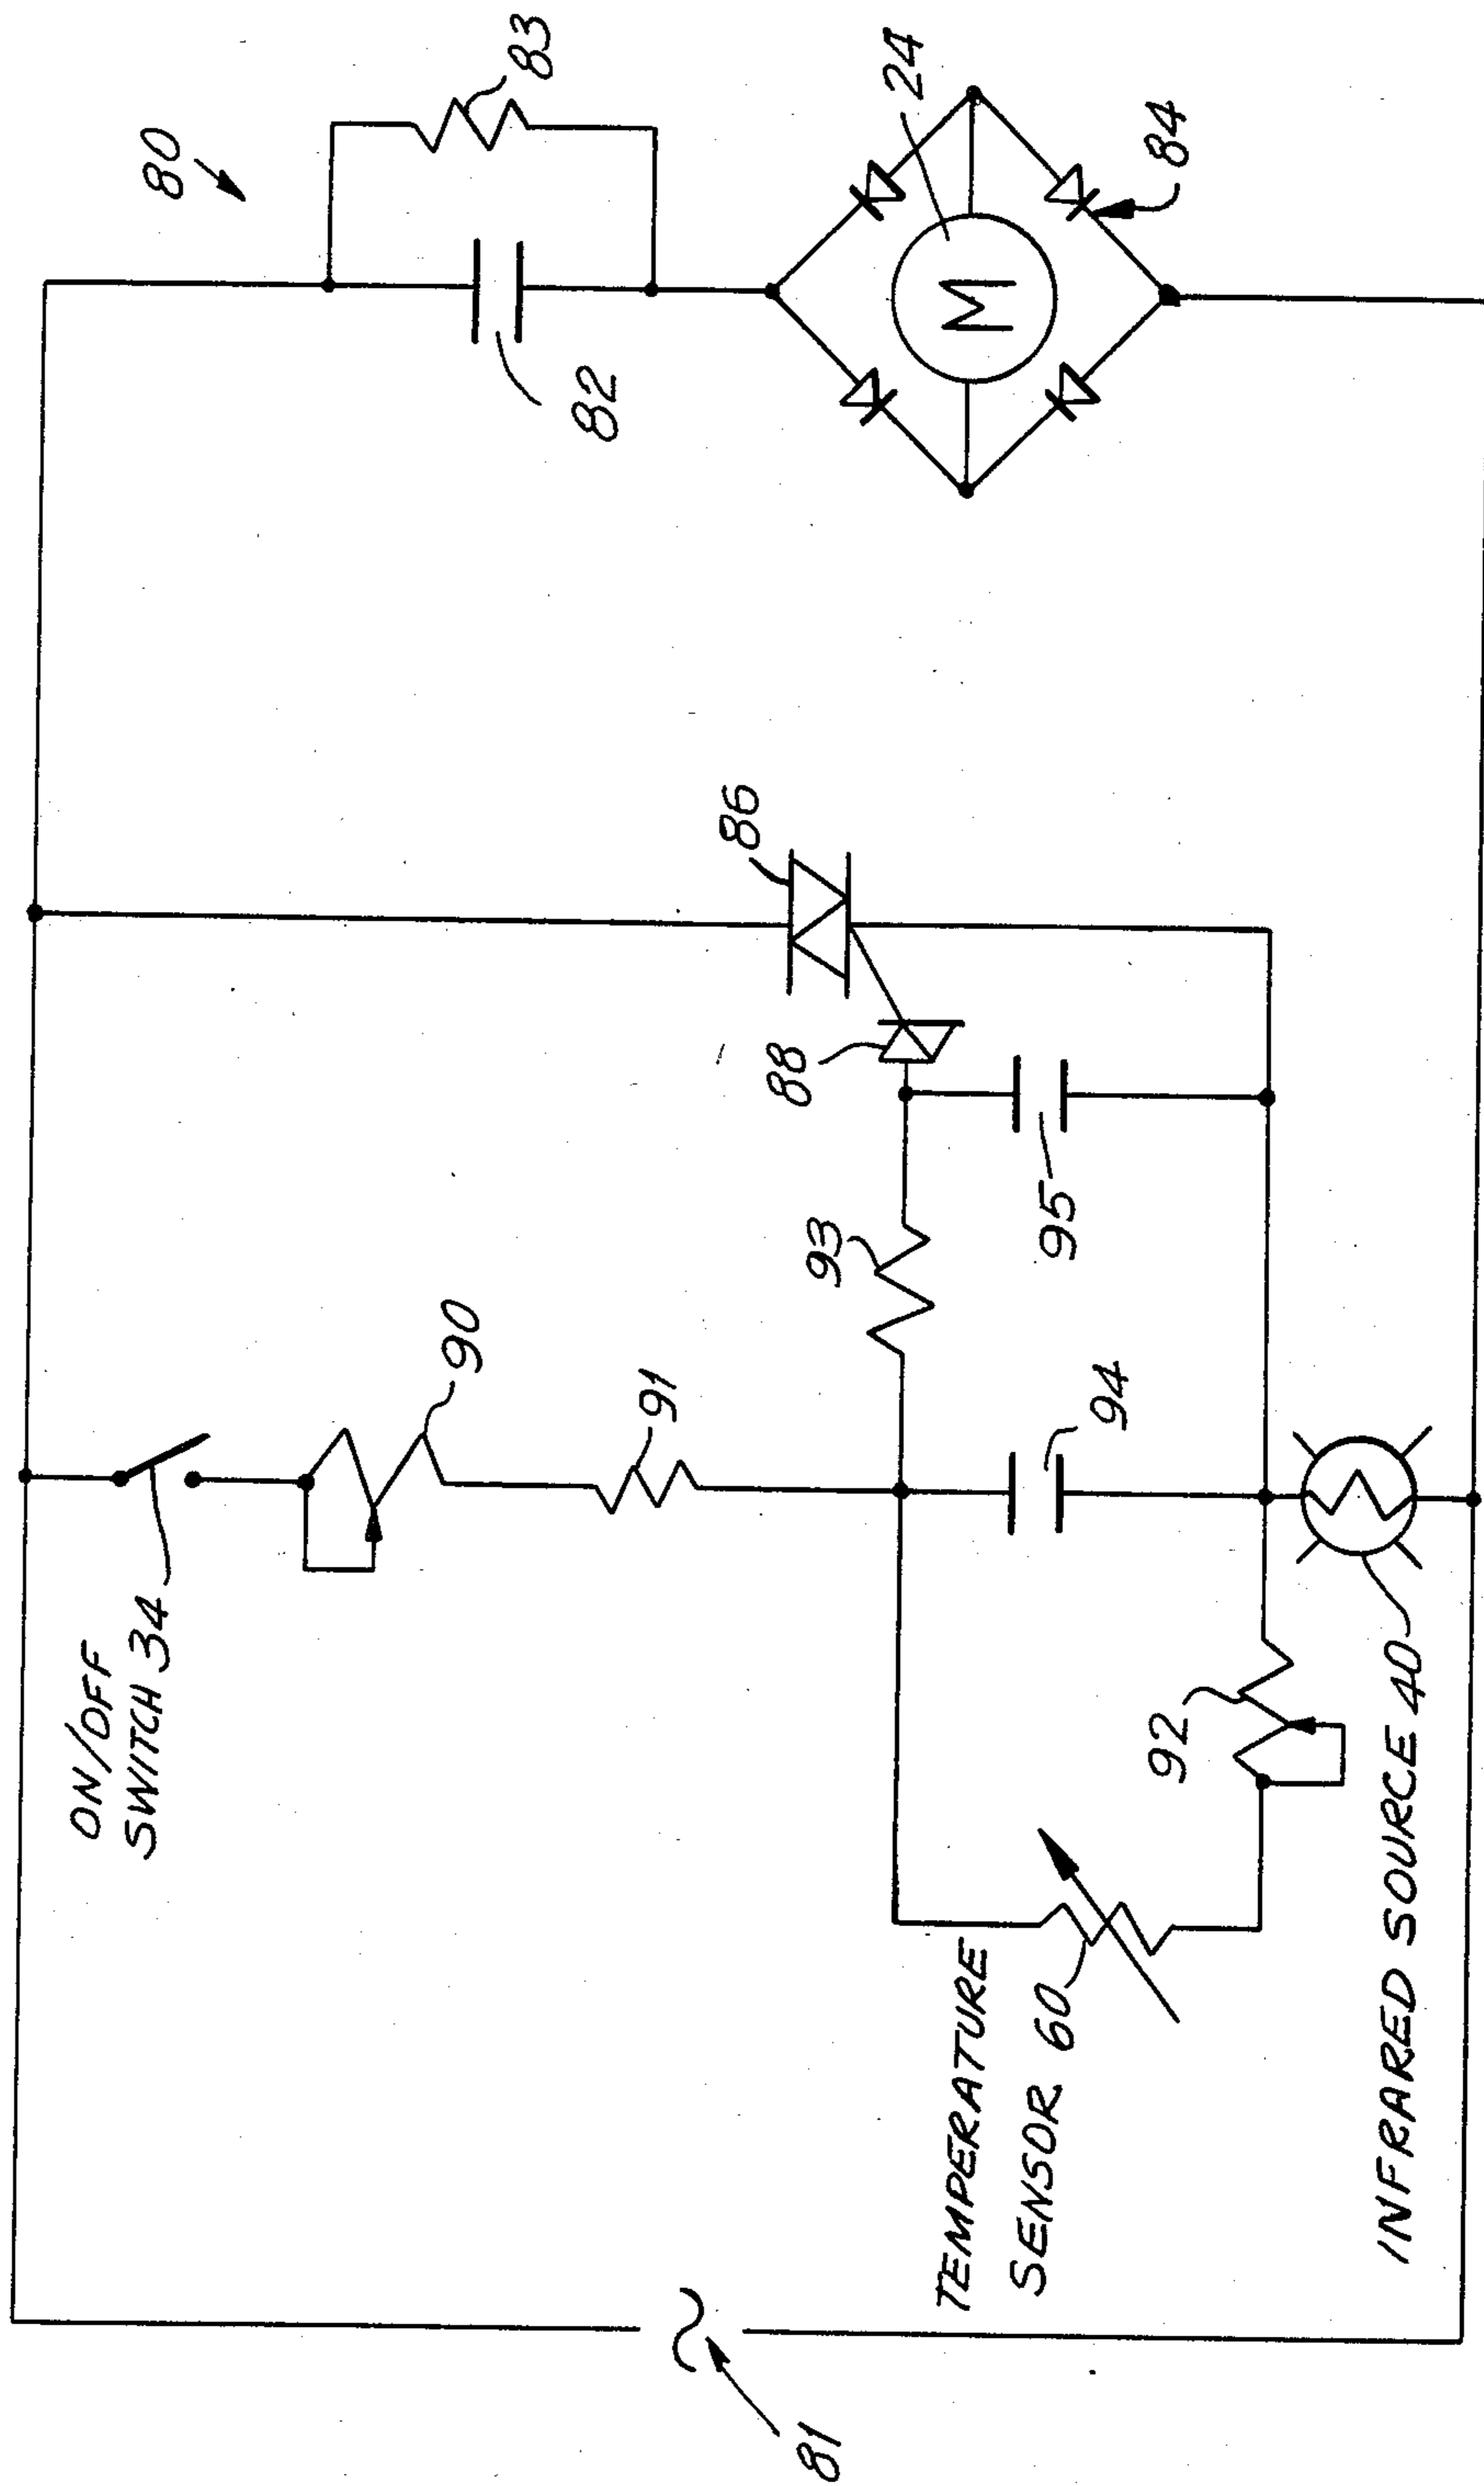 80
83
82
24
84
86
88
93
95
90
91
94
92
ON/OFF
SWITCH 34
TEMPERATURE
SENSOR 60
INFRARED SOURCE 40
81
M